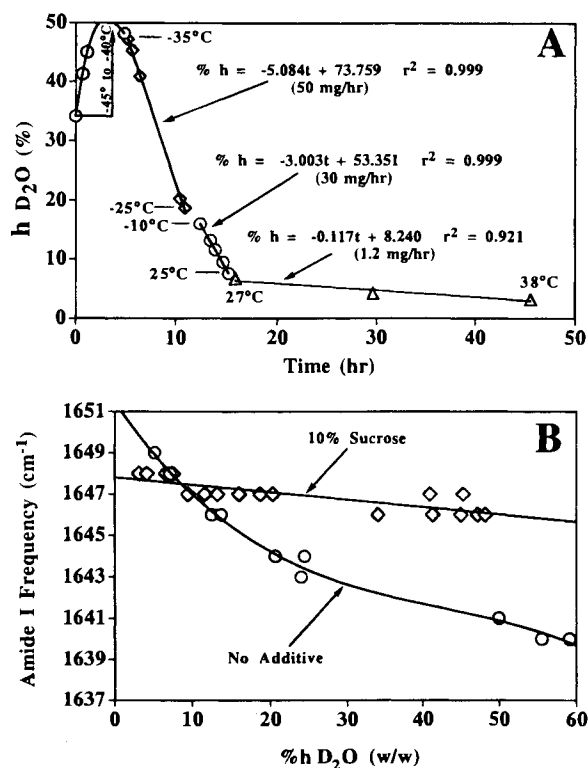 A
50
40
30
20
10
0
h D₂O (%)
-45° to -40°C
-35°C
% h = -5.084t + 73.759 r² = 0.999
(50 mg/hr)
% h = -3.003t + 53.351 r² = 0.999
(30 mg/hr)
-25°C
-10°C
% h = -0.117t + 8.240 r² = 0.921
(1.2 mg/hr)
25°C
27°C
38°C
0 10 20 30 40 50
Time (hr)
B
1651
1649
1647
1645
1643
1641
1639
1637
Amide I Frequency (cm⁻¹)
10% Sucrose
No Additive
0 10 20 30 40 50 60
%h D₂O (w/w)